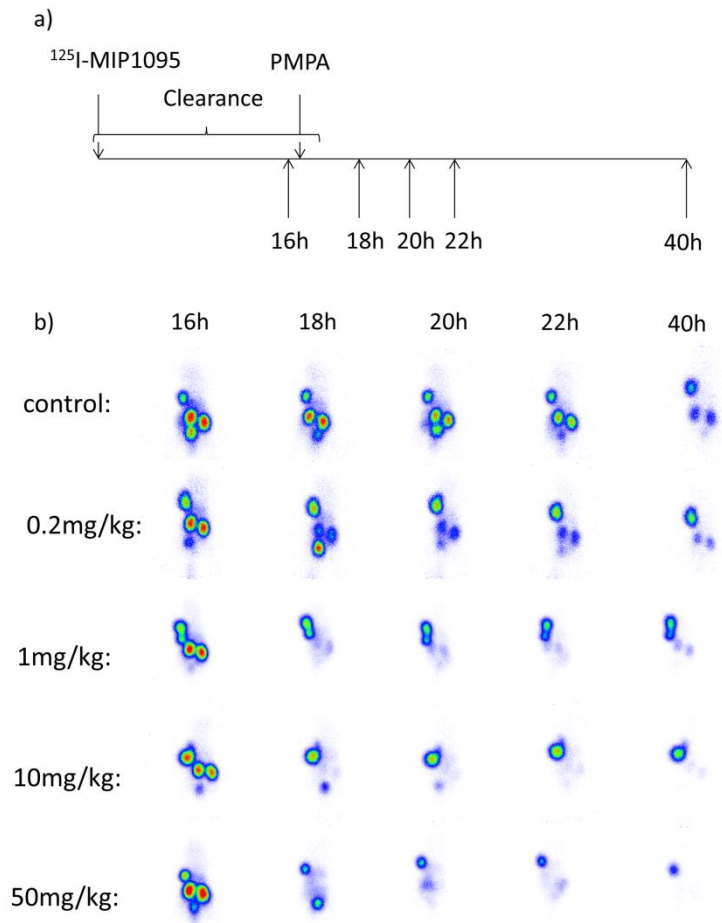 a)
¹²⁵I-MIP1095 PMPA
Clearance
16h 18h 20h 22h 40h
b) 16h 18h 20h 22h 40h
control:
0.2mg/kg:
1mg/kg:
10mg/kg:
50mg/kg: